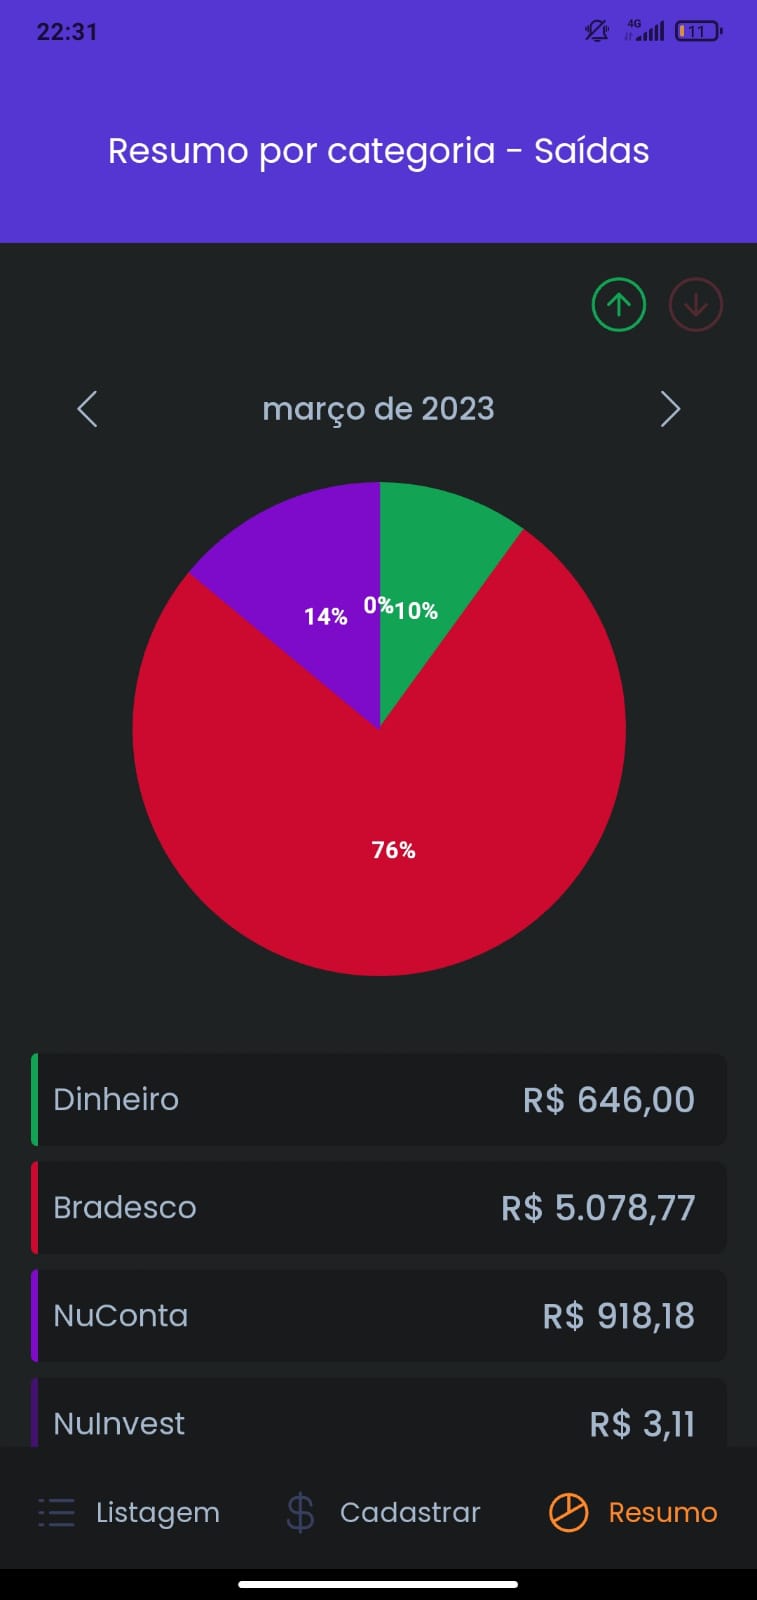 22:31
4G
11
Resumo por categoria - Saídas
março de 2023
14%
0%
10%
76%
Dinheiro R$ 646,00
Bradesco R$ 5.078,77
NuConta R$ 918,18
NuInvest R$ 3,11
Listagem Cadastrar Resumo